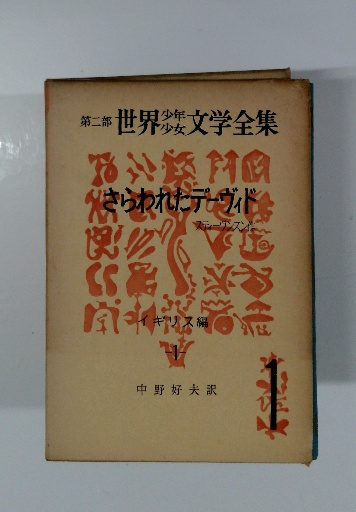 第二部 世界少年少女文学全集
さらわれたデーヴィド
スティーヴンスン作
イギリス編
-1-
中野好夫訳
1